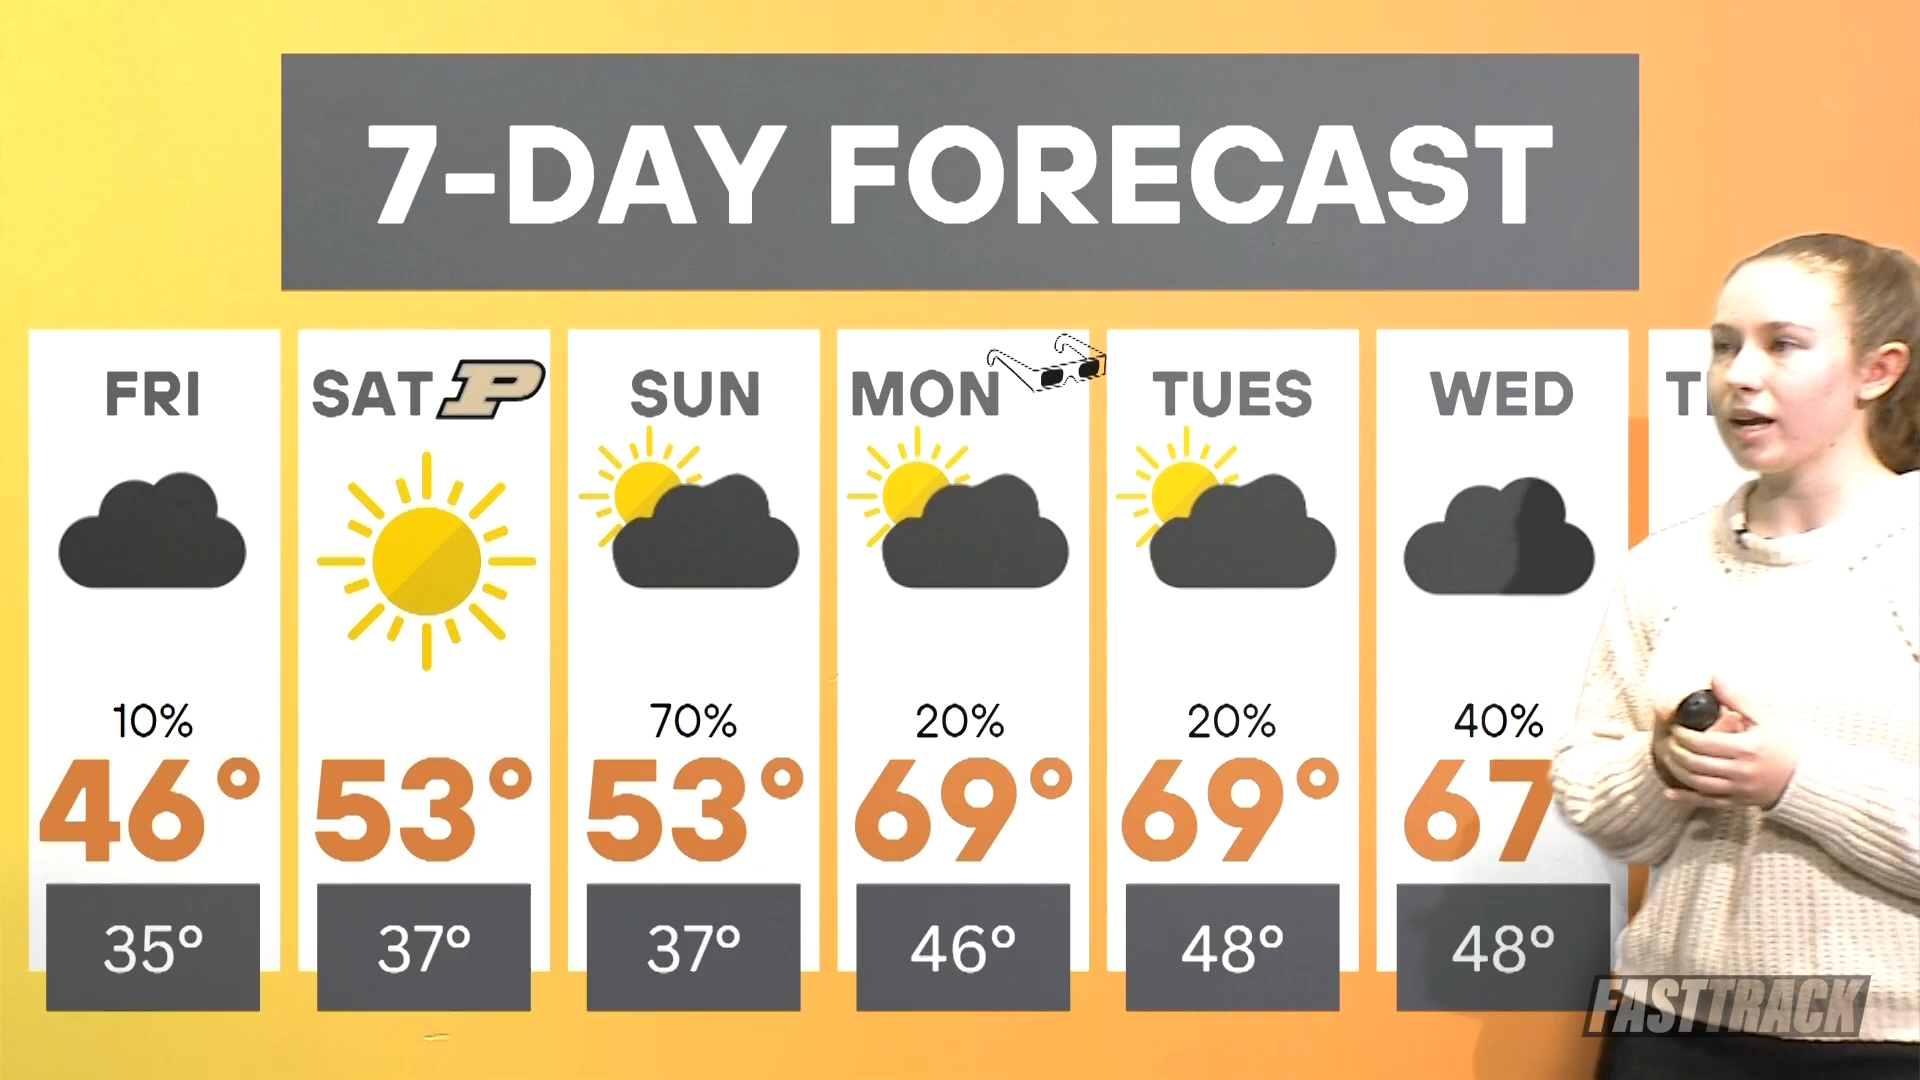 7-DAY FORECAST
FRI SAT P SUN MON TUES WED
10% 70% 20% 20% 40%
46° 53° 53° 69° 69° 67
35° 37° 37° 46° 48° 48°
FASTTRACK